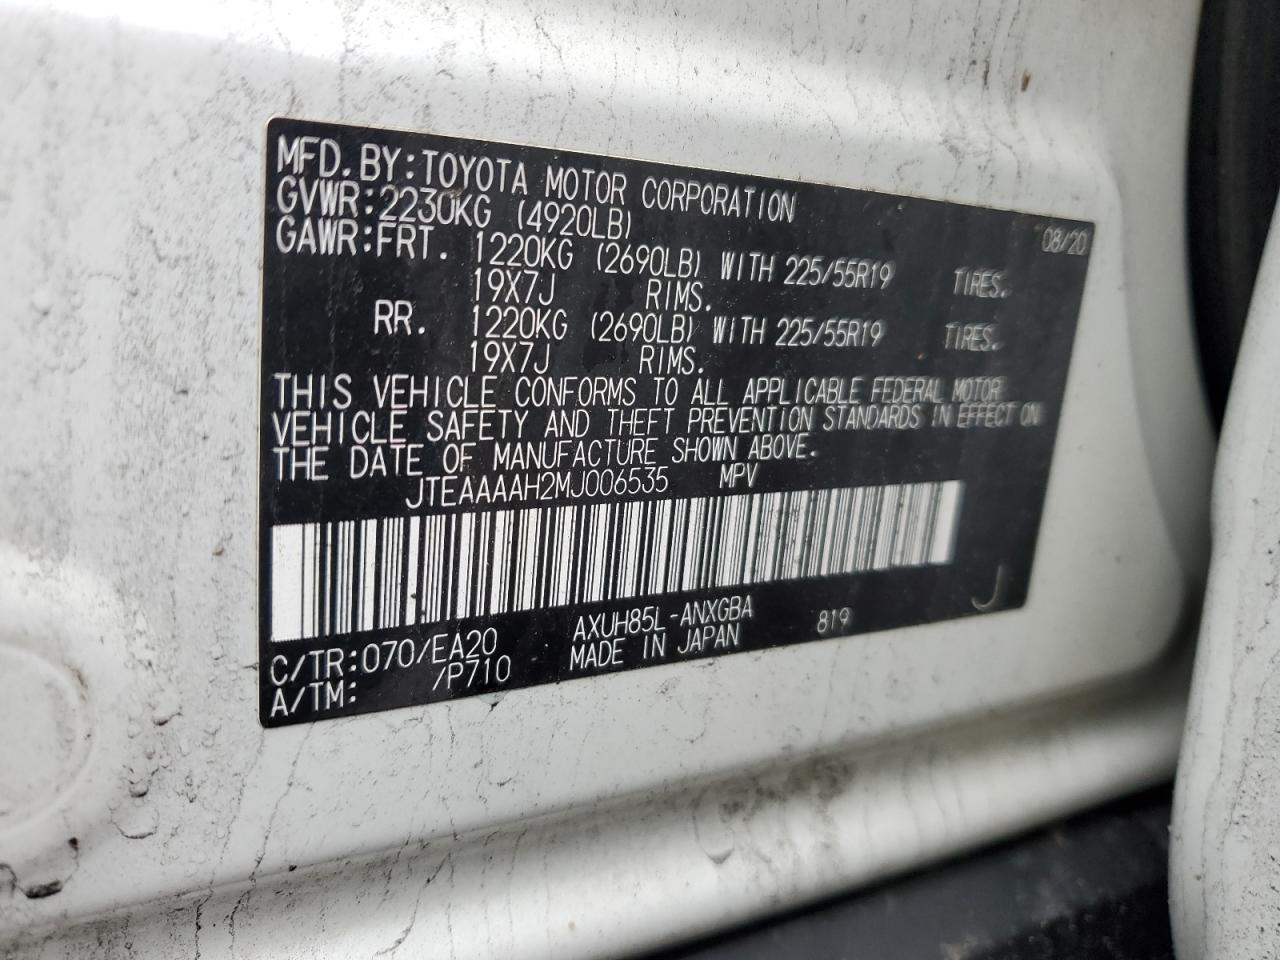 MFD. BY: TOYOTA MOTOR CORPORATION 08/20
GVWR: 2230KG (4920LB)
GAWR: FRT. 1220KG (2690LB) WITH 225/55R19 TIRES.
19X7J RIMS.
RR. 1220KG (2690LB) WITH 225/55R19 TIRES.
19X7J RIMS.
THIS VEHICLE CONFORMS TO ALL APPLICABLE FEDERAL MOTOR
VEHICLE SAFETY AND THEFT PREVENTION STANDARDS IN EFFECT ON
THE DATE OF MANUFACTURE SHOWN ABOVE.
JTEAAAAH2MJ006535 MPV
C/TR: 070/EA20 AXUH85L-ANXGBA 819 J
A/TM: /P710 MADE IN JAPAN